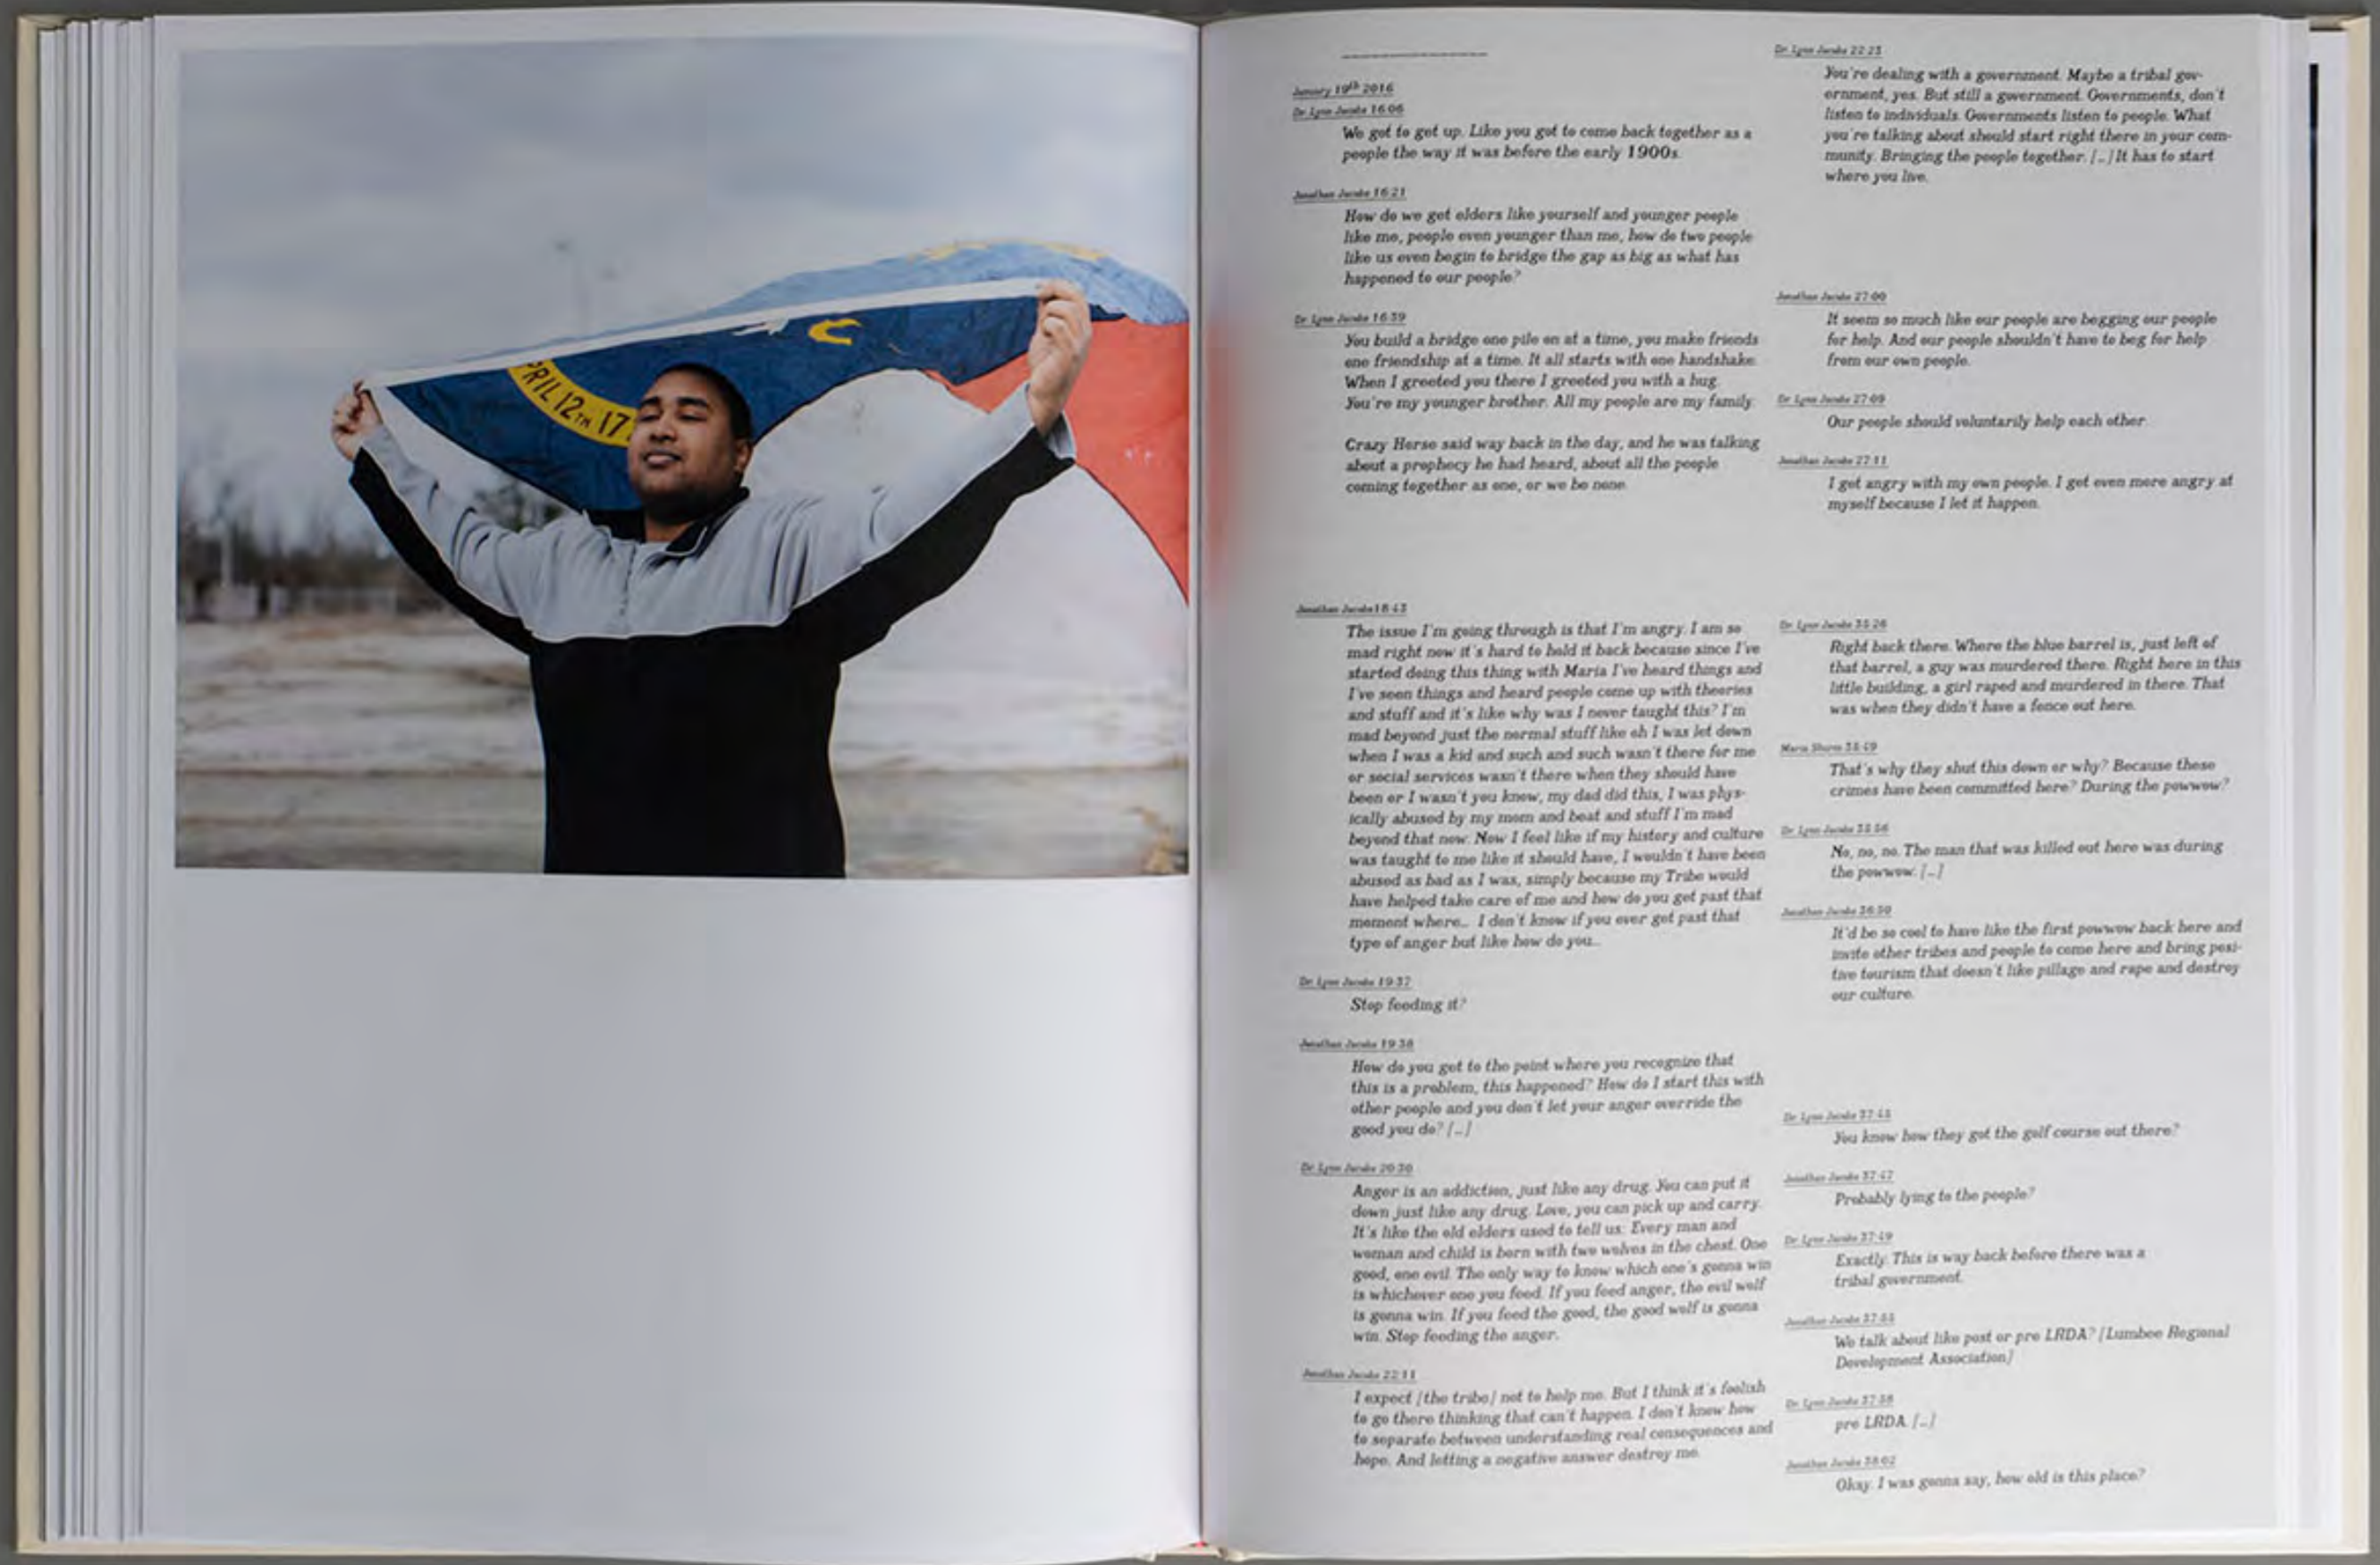 PRIL 12TH 17
January 19th 2016
Dr. Lynn Jacobs 16:06
We got to get up. Like you got to come back together as a
people the way it was before the early 1900s.
Jonathan Jacobs 16:21
How do we get elders like yourself and younger people
like me, people even younger than me, how do two people
like us even begin to bridge the gap as big as what has
happened to our people?
Dr. Lynn Jacobs 16:39
You build a bridge one pile on at a time, you make friends
one friendship at a time. It all starts with one handshake.
When I greeted you there I greeted you with a hug.
You're my younger brother. All my people are my family.
Crazy Horse said way back in the day, and he was talking
about a prophecy he had heard, about all the people
coming together as one, or we be none.
Jonathan Jacobs 18:43
The issue I'm going through is that I'm angry. I am so
mad right now it's hard to hold it back because since I've
started doing this thing with Maria I've heard things and
I've seen things and heard people come up with theories
and stuff and it's like why was I never taught this? I'm
mad beyond just the normal stuff like oh I was let down
when I was a kid and such and such wasn't there for me
or social services wasn't there when they should have
been or I wasn't you know, my dad did this, I was phys-
ically abused by my mom and beat and stuff I'm mad
beyond that now. Now I feel like if my history and culture
was taught to me like it should have, I wouldn't have been
abused as bad as I was, simply because my Tribe would
have helped take care of me and how do you get past that
moment where... I don't know if you ever get past that
type of anger but like how do you...
Dr. Lynn Jacobs 19:37
Stop feeding it?
Jonathan Jacobs 19:38
How do you get to the point where you recognize that
this is a problem, this happened? How do I start this with
other people and you don't let your anger override the
good you do? [...]
Dr. Lynn Jacobs 20:30
Anger is an addiction, just like any drug. You can put it
down just like any drug. Love, you can pick up and carry.
It's like the old elders used to tell us: Every man and
woman and child is born with two wolves in the chest. One
good, one evil. The only way to know which one's gonna win
is whichever one you feed. If you feed anger, the evil wolf
is gonna win. If you feed the good, the good wolf is gonna
win. Stop feeding the anger.
Jonathan Jacobs 22:11
I expect [the tribe] not to help me. But I think it's foolish
to go there thinking that can't happen. I don't know how
to separate between understanding real consequences and
hope. And letting a negative answer destroy me.
Dr. Lynn Jacobs 22:23
You're dealing with a government. Maybe a tribal gov-
ernment, yes. But still a government. Governments, don't
listen to individuals. Governments listen to people. What
you're talking about should start right there in your com-
munity. Bringing the people together. [...] It has to start
where you live.
Jonathan Jacobs 27:00
It seem so much like our people are begging our people
for help. And our people shouldn't have to beg for help
from our own people.
Dr. Lynn Jacobs 27:09
Our people should voluntarily help each other.
Jonathan Jacobs 27:11
I get angry with my own people. I get even more angry at
myself because I let it happen.
Dr. Lynn Jacobs 35:26
Right back there. Where the blue barrel is, just left of
that barrel, a guy was murdered there. Right here in this
little building, a girl raped and murdered in there. That
was when they didn't have a fence out here.
Maria
That's why they shut this down or why? Because these
crimes have been committed here? During the powwow?
Dr. Lynn Jacobs
No, no, no. The man that was killed out here was during
the powwow. [...]
Jonathan Jacobs 36:50
It'd be so cool to have like the first powwow back here and
invite other tribes and people to come here and bring posi-
tive tourism that doesn't like pillage and rape and destroy
our culture.
Dr. Lynn Jacobs
You know how they got the golf course out there?
Jonathan Jacobs 37:47
Probably lying to the people?
Dr. Lynn Jacobs 37:49
Exactly. This is way back before there was a
tribal government.
Jonathan Jacobs
We talk about like post or pre LRDA? [Lumbee Regional
Development Association]
Dr. Lynn Jacobs 37:58
pre LRDA. [...]
Jonathan Jacobs 38:02
Okay. I was gonna say, how old is this place?